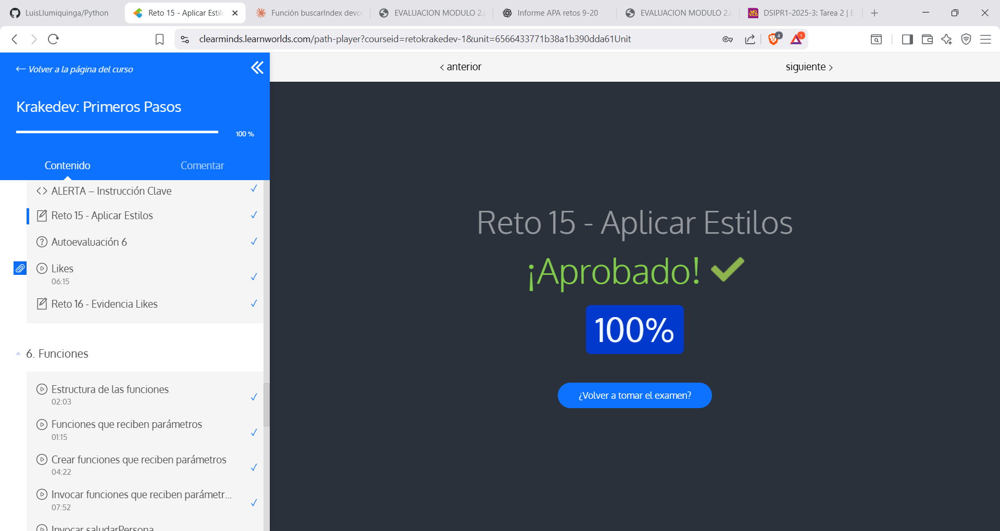 LuisLlumiquinga/Python
Reto 15 - Aplicar Estilo
Función buscarIndex devol
EVALUACION MODULO 2.p
Informe APA retos 9-20
EVALUACION MODULO 2.p
DSIPR1-2025-3: Tarea 2 | E
clearminds.learnworlds.com/path-player?courseid=retokrakedev-1&unit=6566433771b38a1b390dda61Unit
4
1
← Volver a la página del curso
< anterior
siguiente >
Krakedev: Primeros Pasos
100 %
Contenido
Comentar
<> ALERTA – Instrucción Clave
Reto 15 - Aplicar Estilos
Autoevaluación 6
Likes
06:15
Reto 16 - Evidencia Likes
6. Funciones
Estructura de las funciones
02:03
Funciones que reciben parámetros
01:15
Crear funciones que reciben parámetros
04:22
Invocar funciones que reciben parámetr...
07:52
Invocar saludarPersona
Reto 15 - Aplicar Estilos
¡Aprobado!
100%
¿Volver a tomar el examen?